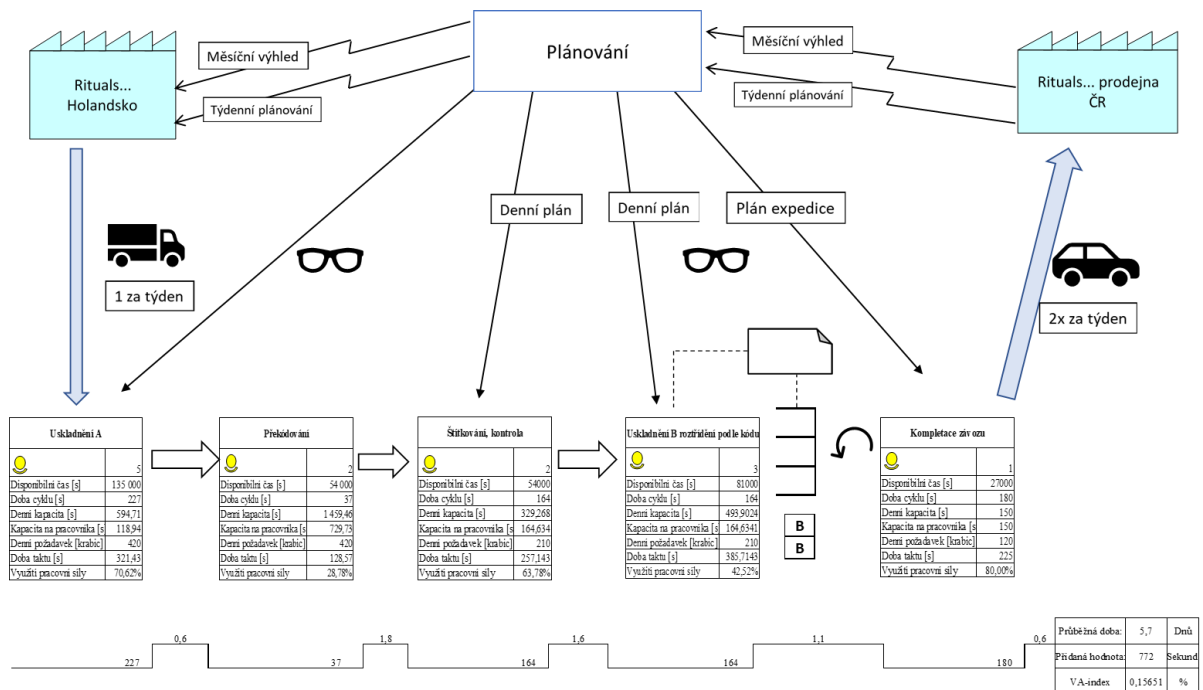 Rituals...
Holandsko
Měsíční výhled
Týdenní plánování
Plánování
Měsíční výhled
Týdenní plánování
Rituals... prodejna
ČR
1 za týden
Denní plán
Denní plán
Plán expedice
2x za týden
Uskladnění A
5
Disponibilní čas [s] 135 000
Doba cyklu [s] 227
Denní kapacita [s] 594,71
Kapacita na pracovníka [s 118,94
Denní požadavek [krabic] 420
Doba taktu [s] 321,43
Využití pracovní síly 70,62%
Překódování
2
Disponibilní čas [s] 54 000
Doba cyklu [s] 37
Denní kapacita [s] 1 459,46
Kapacita na pracovníka [s 729,73
Denní požadavek [krabic] 420
Doba taktu [s] 128,57
Využití pracovní síly 28,78%
Štítkování, kontrola
2
Disponibilní čas [s] 54000
Doba cyklu [s] 164
Denní kapacita [s] 329,268
Kapacita na pracovníka [s 164,634
Denní požadavek [krabic] 210
Doba taktu [s] 257,143
Využití pracovní síly 63,78%
Uskladnění B roztřídění podle kódu
3
Disponibilní čas [s] 81000
Doba cyklu [s] 164
Denní kapacita [s] 493,9024
Kapacita na pracovníka [s 164,6341
Denní požadavek [krabic] 210
Doba taktu [s] 385,7143
Využití pracovní síly 42,52%
B
B
Kompletace závozu
1
Disponibilní čas [s] 27000
Doba cyklu [s] 180
Denní kapacita [s] 150
Kapacita na pracovníka [s 150
Denní požadavek [krabic] 120
Doba taktu [s] 225
Využití pracovní síly 80,00%
0,6 1,8 1,6 1,1 0,6
227 37 164 164 180
Průběžná doba: 5,7 Dnů
Přidaná hodnota: 772 Sekund
VA-index 0,15651 %